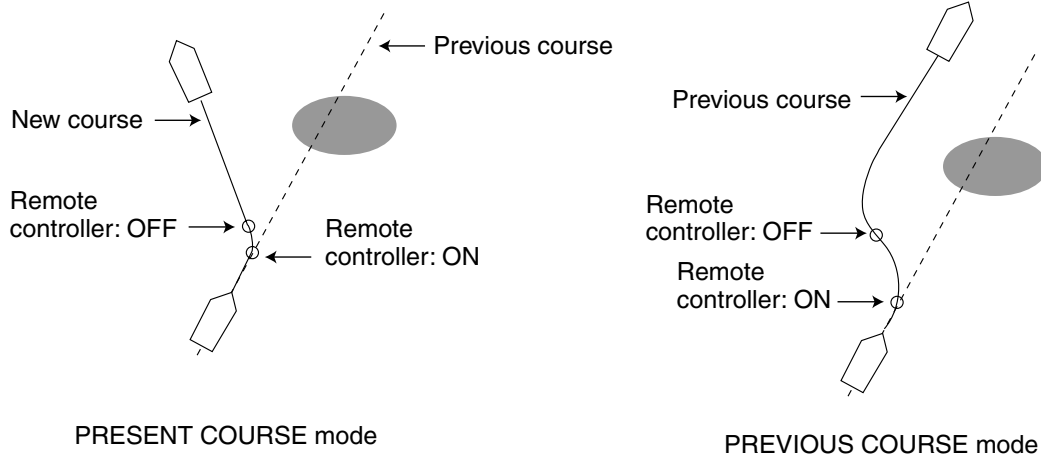 Previous course
New course
Remote
controller: OFF
Remote
controller: ON
PRESENT COURSE mode
Previous course
Remote
controller: OFF
Remote
controller: ON
PREVIOUS COURSE mode